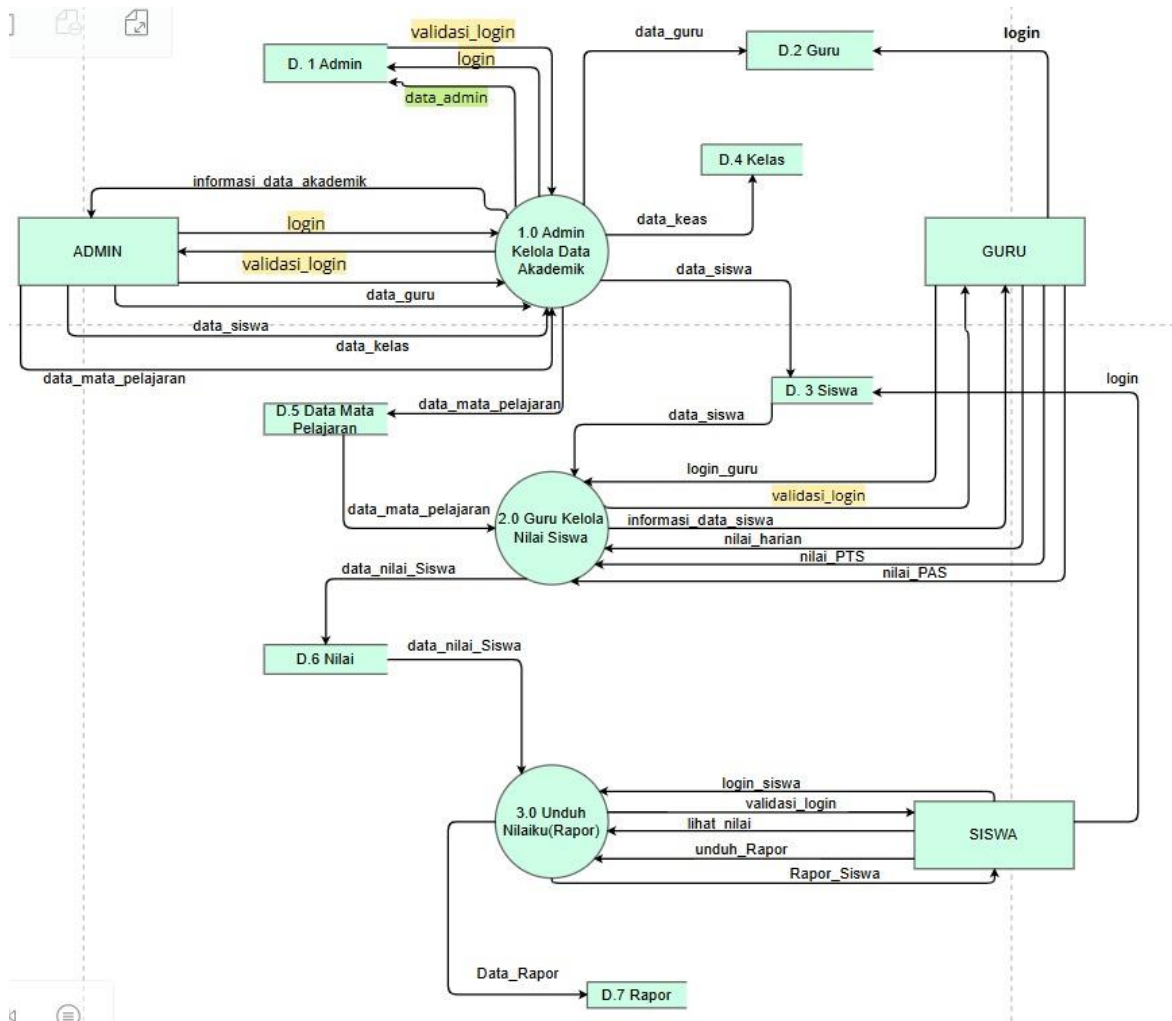 validasi_login
login
data_admin
D. 1 Admin
data_guru
D.2 Guru
login
D.4 Kelas
informasi_data_akademik
login
ADMIN
validasi_login
1.0 Admin
Kelola Data
Akademik
data_keas
GURU
data_siswa
data_guru
data_siswa
data_kelas
data_mata_pelajaran
D.5 Data Mata
Pelajaran
data_mata_pelajaran
D. 3 Siswa
login
data_siswa
login_guru
validasi_login
data_mata_pelajaran
2.0 Guru Kelola
Nilai Siswa
informasi_data_siswa
nilai_harian
nilai_PTS
nilai_PAS
data_nilai_Siswa
D.6 Nilai
data_nilai_Siswa
3.0 Unduh
Nilaiku(Rapor)
login_siswa
validasi_login
lihat_nilai
unduh_Rapor
Rapor_Siswa
SISWA
Data_Rapor
D.7 Rapor